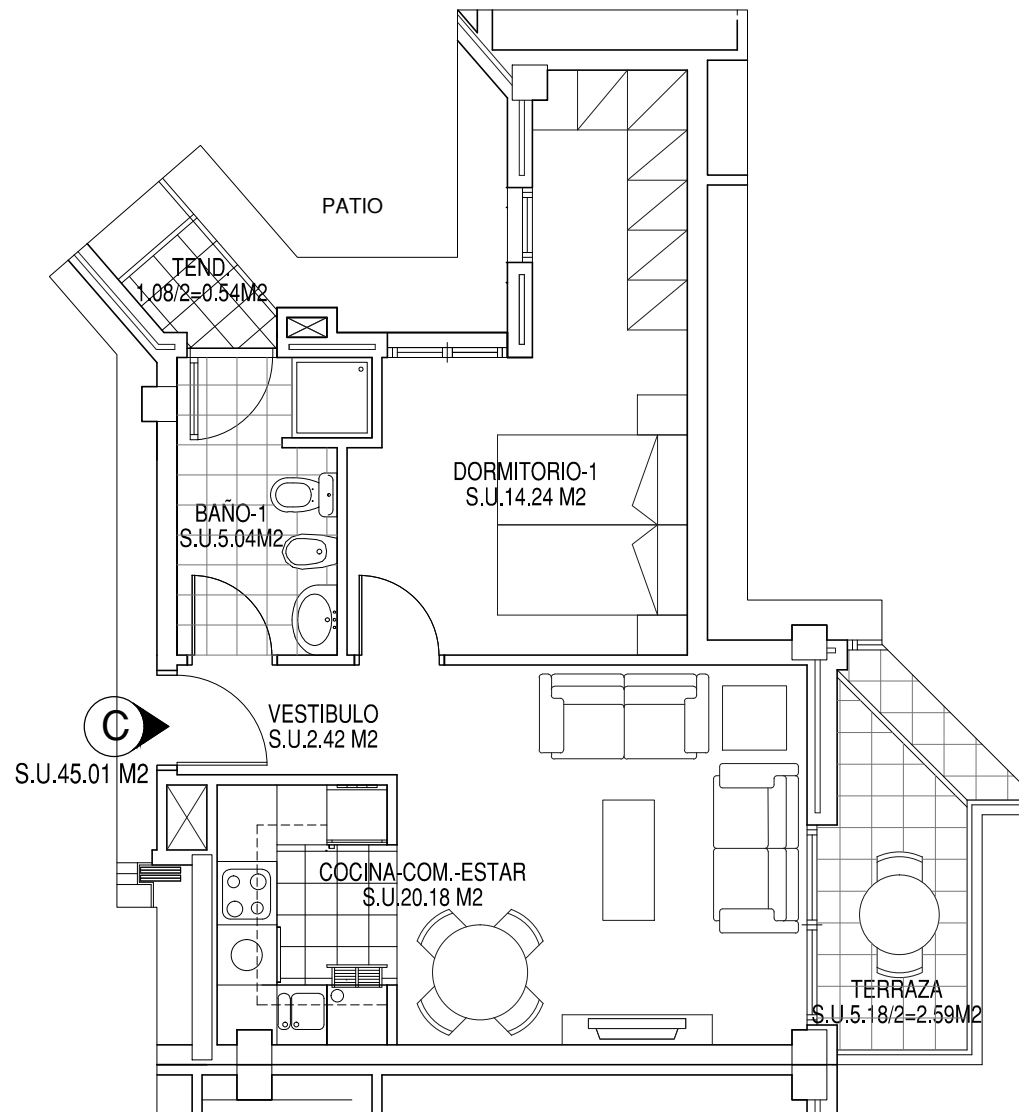 PATIO
TEND.
1.08/2=0.54M2
DORMITORIO-1
S.U.14.24 M2
BAÑO-1
S.U.5.04M2
VESTIBULO
S.U.2.42 M2
C
S.U.45.01 M2
COCINA-COM.-ESTAR
S.U.20.18 M2
TERRAZA
S.U.5.18/2=2.59M2